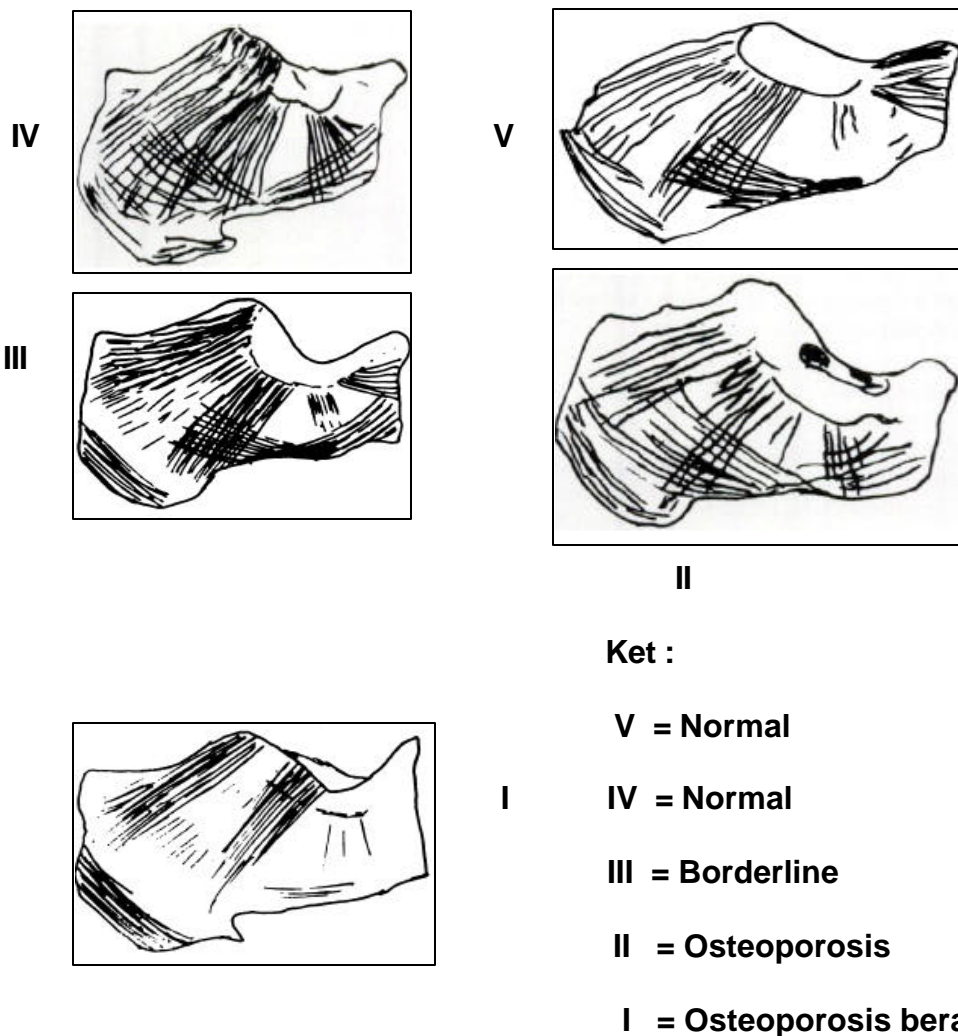 IV
V
III
II
Ket :
V = Normal
IV = Normal
I
III = Borderline
II = Osteoporosis
I = Osteoporosis